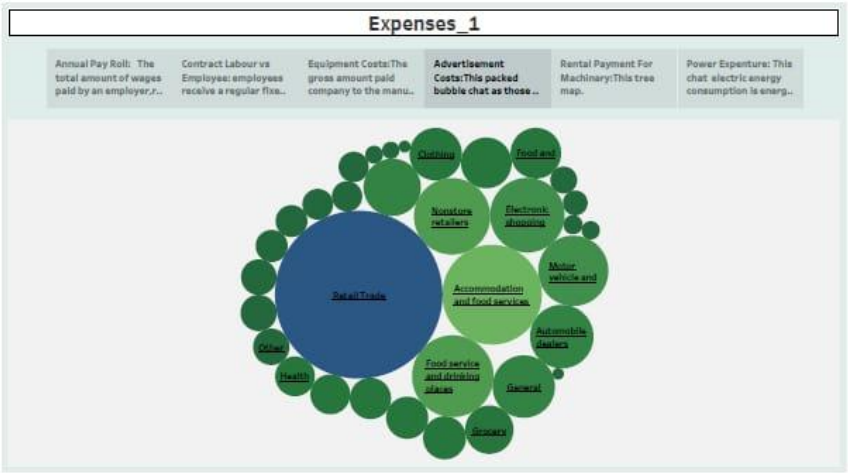 Expenses_1
Annual Pay Roll: The
total amount of wages
paid by an employer,r..
Contract Labour vs
Employee: employees
receive a regular fixe..
Equipment Costs:The
gross amount paid
company to the manu..
Advertisement
Costs:This packed
bubble chat as those ..
Rental Payment For
Machinery:This tree
map.
Power Expenture: This
chat electric energy
consumption is energ..
Clothing
Food and
Nonstore
retailers
Electronic
shopping
Motor
vehicle and
Retail Trade
Accommodation
and food services
Automobile
dealers
Other
Food service
and drinking
places
Health
General
Grocery